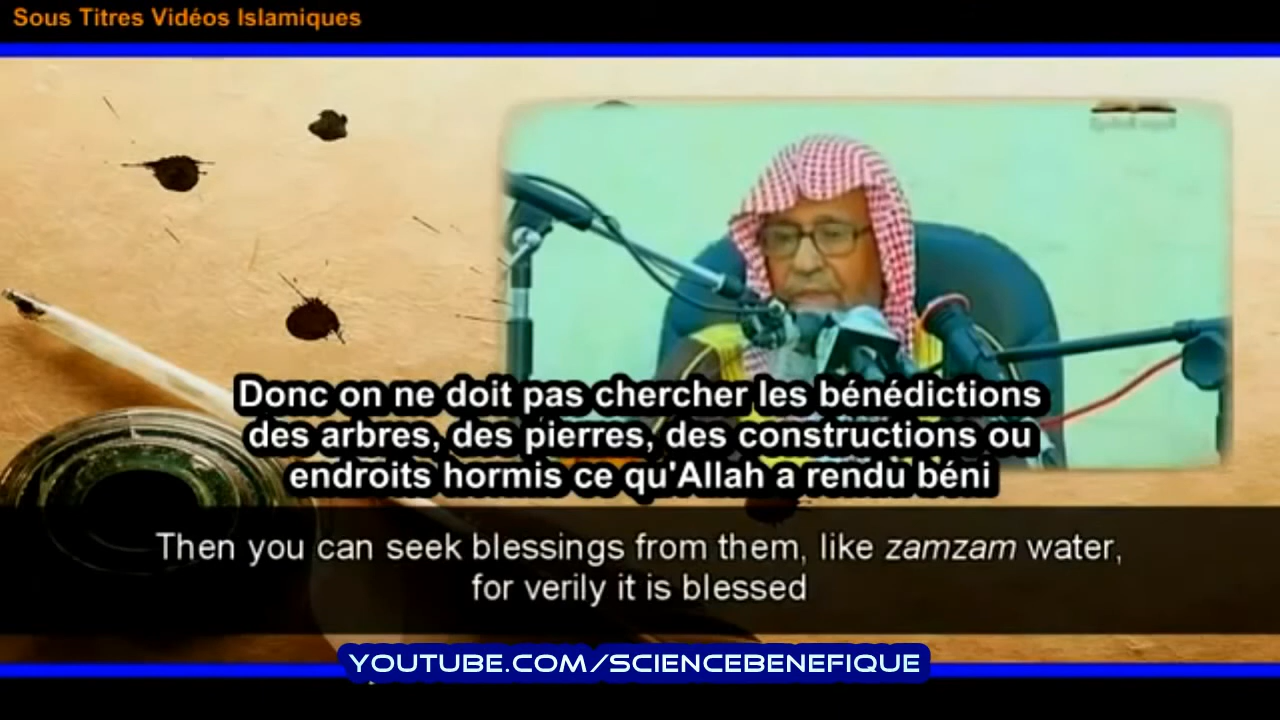 Sous Titres Vidéos Islamiques
Donc on ne doit pas chercher les bénédictions
des arbres, des pierres, des constructions ou
endroits hormis ce qu'Allah a rendu béni
Then you can seek blessings from them, like zamzam water,
for verily it is blessed
YOUTUBE.COM/SCIENCEBENEFIQUE